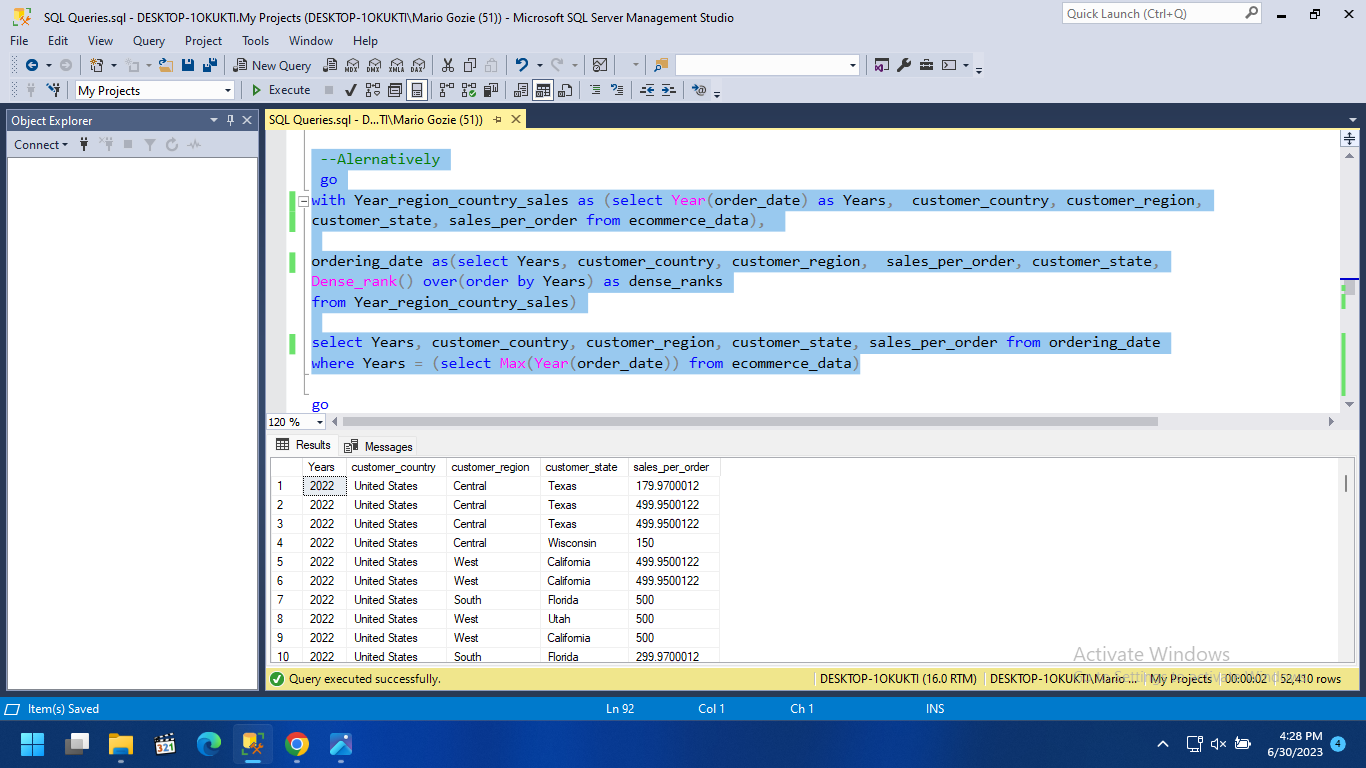 SQL Queries.sql - DESKTOP-1OKUKTI.My Projects (DESKTOP-1OKUKTI\Mario Gozie (51)) - Microsoft SQL Server Management Studio
Quick Launch (Ctrl+Q)
File Edit View Query Project Tools Window Help
New Query MDX DMX XMLA DAX
My Projects Execute
Object Explorer
SQL Queries.sql - D...TI\Mario Gozie (51))
Connect
--Alernatively
go
with Year_region_country_sales as (select Year(order_date) as Years, customer_country, customer_region,
customer_state, sales_per_order from ecommerce_data),
ordering_date as(select Years, customer_country, customer_region, sales_per_order, customer_state,
Dense_rank() over(order by Years) as dense_ranks
from Year_region_country_sales)
select Years, customer_country, customer_region, customer_state, sales_per_order from ordering_date
where Years = (select Max(Year(order_date)) from ecommerce_data)
go
120 %
Results Messages
Years customer_country customer_region customer_state sales_per_order
1 2022 United States Central Texas 179.9700012
2 2022 United States Central Texas 499.9500122
3 2022 United States Central Texas 499.9500122
4 2022 United States Central Wisconsin 150
5 2022 United States West California 499.9500122
6 2022 United States West California 499.9500122
7 2022 United States South Florida 500
8 2022 United States West Utah 500
9 2022 United States West California 500
10 2022 United States South Florida 299.9700012
Activate Windows
Go to Settings to activate Windows.
Query executed successfully.
DESKTOP-1OKUKTI (16.0 RTM) DESKTOP-1OKUKTI\Mario ... My Projects 00:00:02 52,410 rows
Item(s) Saved Ln 92 Col 1 Ch 1 INS
321
4:28 PM
6/30/2023
4